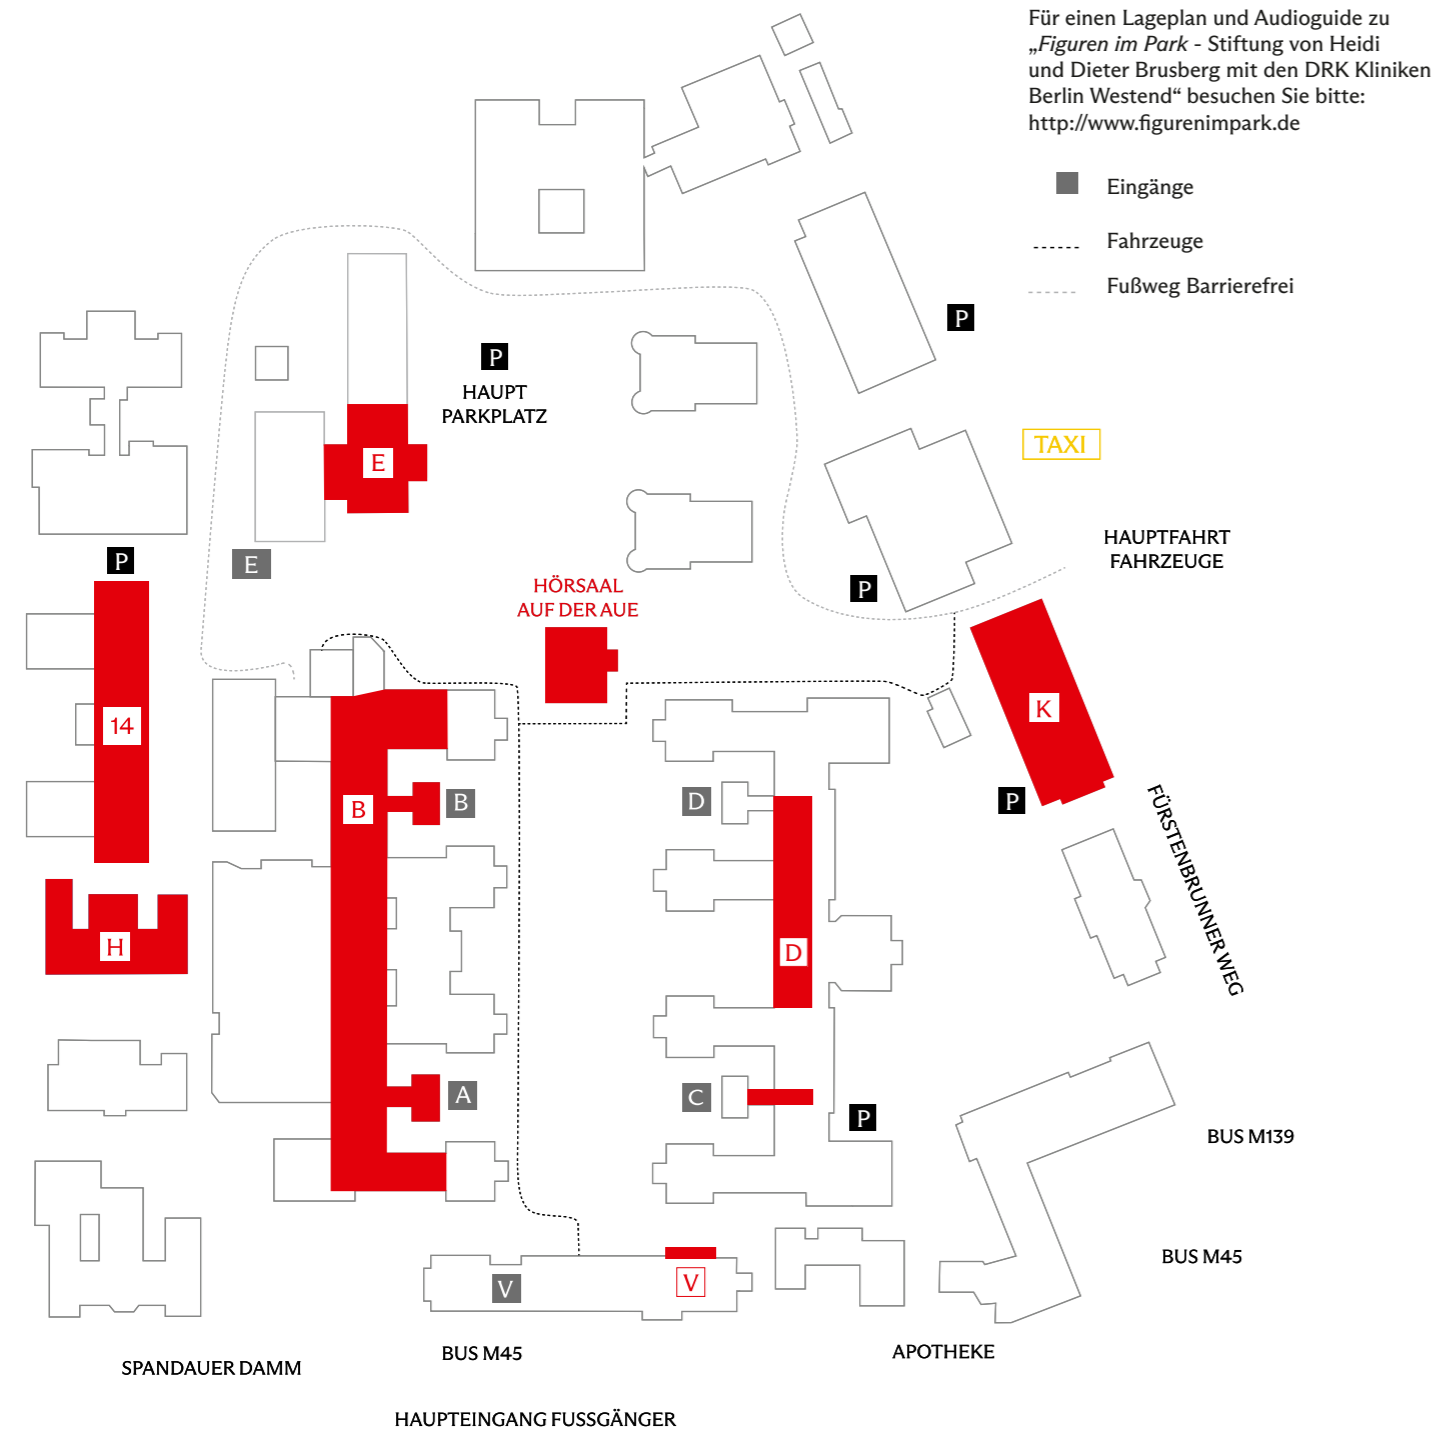 Für einen Lageplan und Audioguide zu
„Figuren im Park - Stiftung von Heidi
und Dieter Brusberg mit den DRK Kliniken
Berlin Westend“ besuchen Sie bitte:
http://www.figurenimpark.de
Eingänge
Fahrzeuge
Fußweg Barrierefrei
P
P
HAUPT
PARKPLATZ
TAXI
E
HAUPTFAHRT
FAHRZEUGE
P
E
P
HÖRSAAL
AUF DER AUE
K
14
B
B
D
P
FÜRSTENBRUNNER WEG
H
D
A
C
P
BUS M139
BUS M45
V
V
BUS M45
APOTHEKE
SPANDAUER DAMM
HAUPTEINGANG FUSSGÄNGER